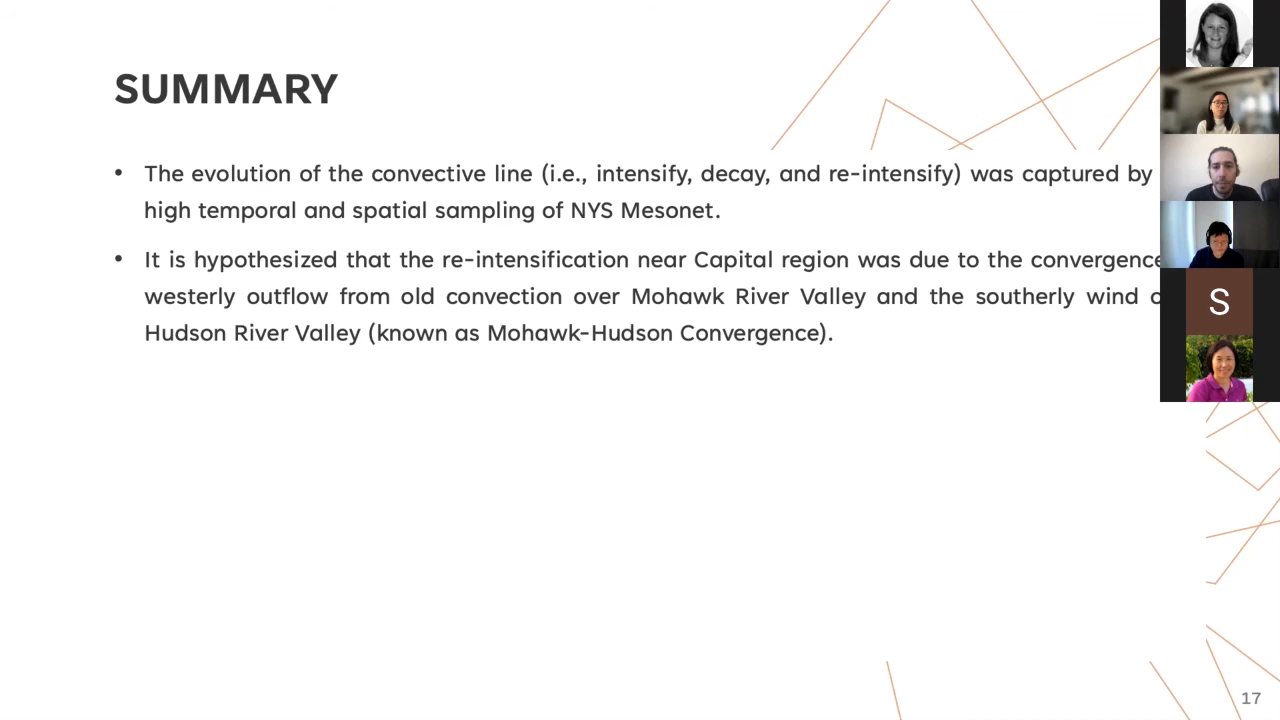 SUMMARY
• The evolution of the convective line (i.e., intensify, decay, and re-intensify) was captured by
high temporal and spatial sampling of NYS Mesonet.
• It is hypothesized that the re-intensification near Capital region was due to the convergence
westerly outflow from old convection over Mohawk River Valley and the southerly wind
Hudson River Valley (known as Mohawk-Hudson Convergence).
S
17